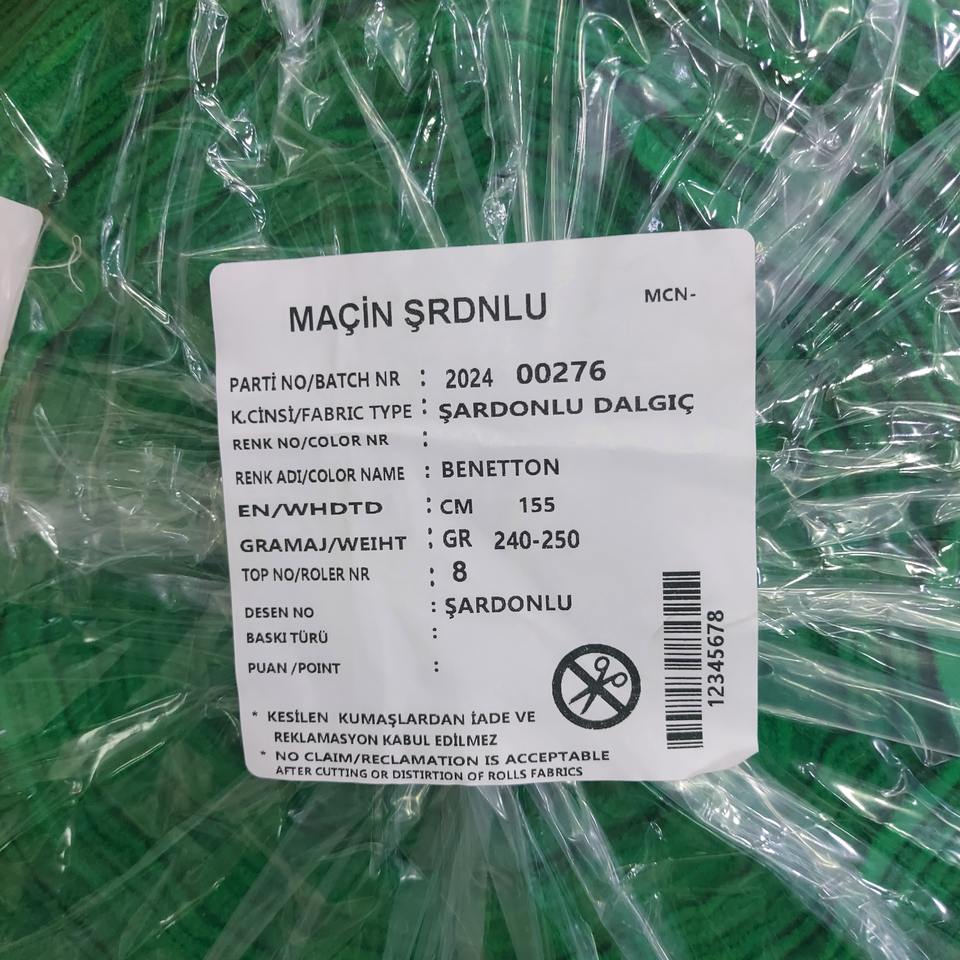 MAÇİN ŞRDNLU MCN-
PARTİ NO/BATCH NR : 2024 00276
K.CİNSİ/FABRIC TYPE : ŞARDONLU DALGIÇ
RENK NO/COLOR NR :
RENK ADI/COLOR NAME : BENETTON
EN/WHDTD : CM 155
GRAMAJ/WEIHT : GR 240-250
TOP NO/ROLER NR : 8
DESEN NO : ŞARDONLU
BASKI TÜRÜ :
PUAN /POINT :
* KESİLEN KUMAŞLARDAN İADE VE
REKLAMASYON KABUL EDİLMEZ
* NO CLAIM/RECLAMATION IS ACCEPTABLE
AFTER CUTTING OR DISTIRTION OF ROLLS FABRICS
12345678